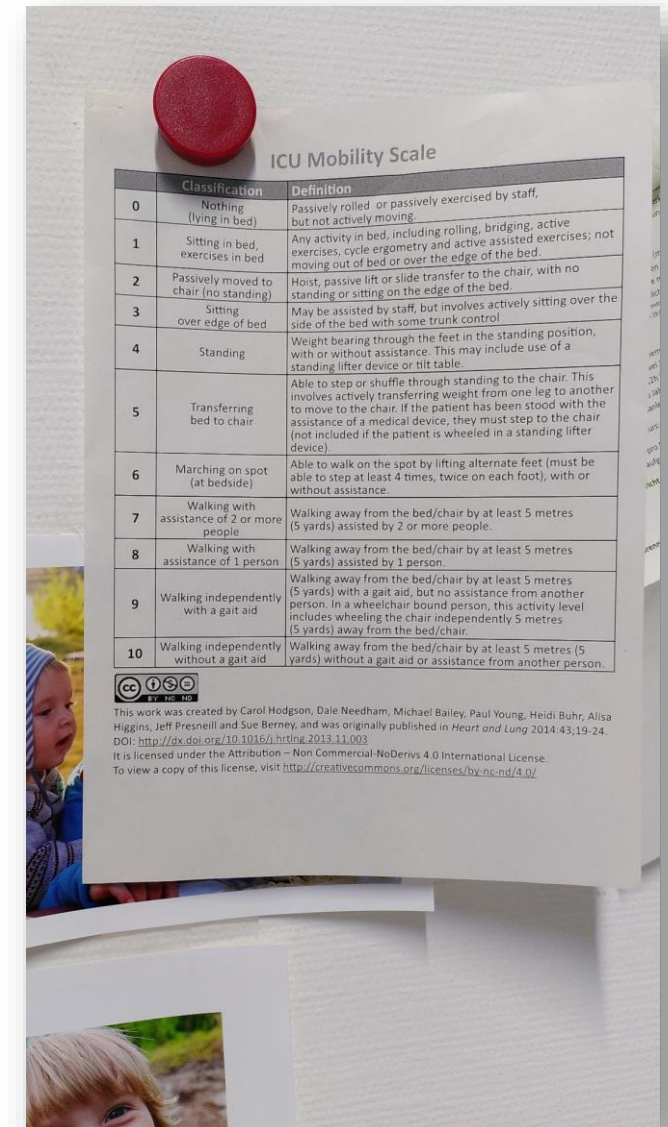 ICU Mobility Scale
Classification Definition
0 Nothing (lying in bed) Passively rolled or passively exercised by staff,
but not actively moving.
1 Sitting in bed, exercises in bed Any activity in bed, including rolling, bridging, active
exercises, cycle ergometry and active assisted exercises; not
moving out of bed or over the edge of the bed.
2 Passively moved to chair (no standing) Hoist, passive lift or slide transfer to the chair, with no
standing or sitting on the edge of the bed.
3 Sitting over edge of bed May be assisted by staff, but involves actively sitting over the
side of the bed with some trunk control
4 Standing Weight bearing through the feet in the standing position,
with or without assistance. This may include use of a
standing lifter device or tilt table.
5 Transferring bed to chair Able to step or shuffle through standing to the chair. This
involves actively transferring weight from one leg to another
to move to the chair. If the patient has been stood with the
assistance of a medical device, they must step to the chair
(not included if the patient is wheeled in a standing lifter
device).
6 Marching on spot (at bedside) Able to walk on the spot by lifting alternate feet (must be
able to step at least 4 times, twice on each foot), with or
without assistance.
7 Walking with assistance of 2 or more people Walking away from the bed/chair by at least 5 metres
(5 yards) assisted by 2 or more people.
8 Walking with assistance of 1 person Walking away from the bed/chair by at least 5 metres
(5 yards) assisted by 1 person.
9 Walking independently with a gait aid Walking away from the bed/chair by at least 5 metres
(5 yards) with a gait aid, but no assistance from another
person. In a wheelchair bound person, this activity level
includes wheeling the chair independently 5 metres
(5 yards) away from the bed/chair.
10 Walking independently without a gait aid Walking away from the bed/chair by at least 5 metres (5
yards) without a gait aid or assistance from another person.
cc BY NC ND
This work was created by Carol Hodgson, Dale Needham, Michael Bailey, Paul Young, Heidi Buhr, Alisa
Higgins, Jeff Presneill and Sue Berney, and was originally published in Heart and Lung 2014:43;19-24.
DOI: http://dx.doi.org/10.1016/j.hrtlng.2013.11.003
It is licensed under the Attribution – Non Commercial-NoDerivs 4.0 International License.
To view a copy of this license, visit http://creativecommons.org/licenses/by-nc-nd/4.0/